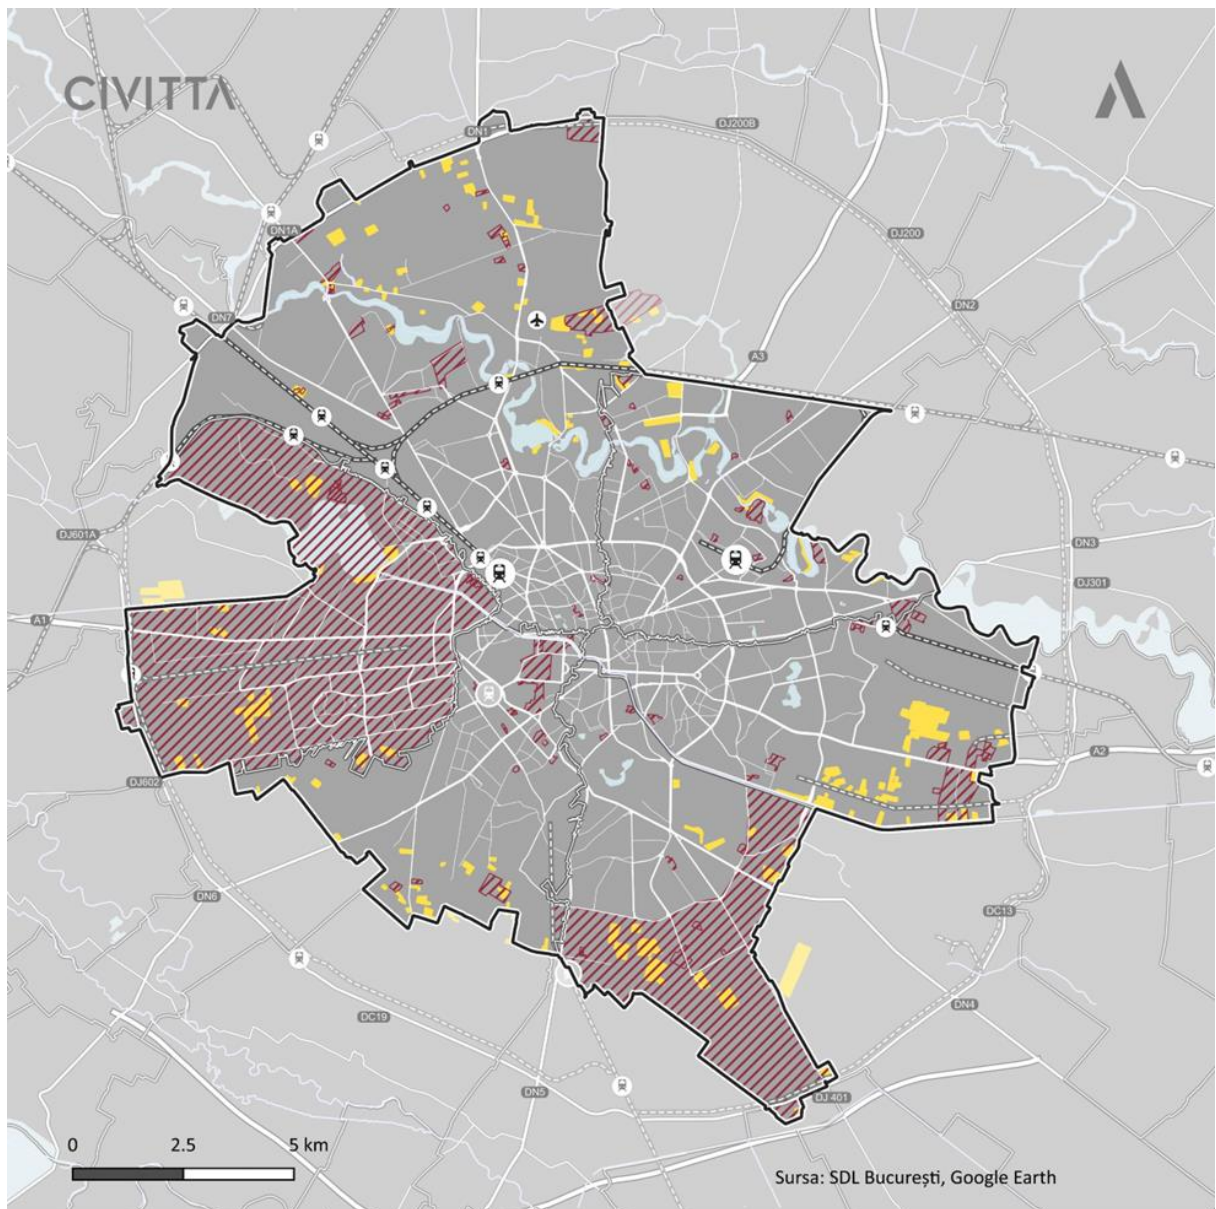 CIVITTA
DN1
DJ200B
DN1A
DJ200
DN7
DN2
A3
DJ601A
DN3
DJ301
A1
A2
DJ602
DN6
DC13
DN4
DC19
DN5
DJ 401
0 2.5 5 km
Sursa: SDL București, Google Earth